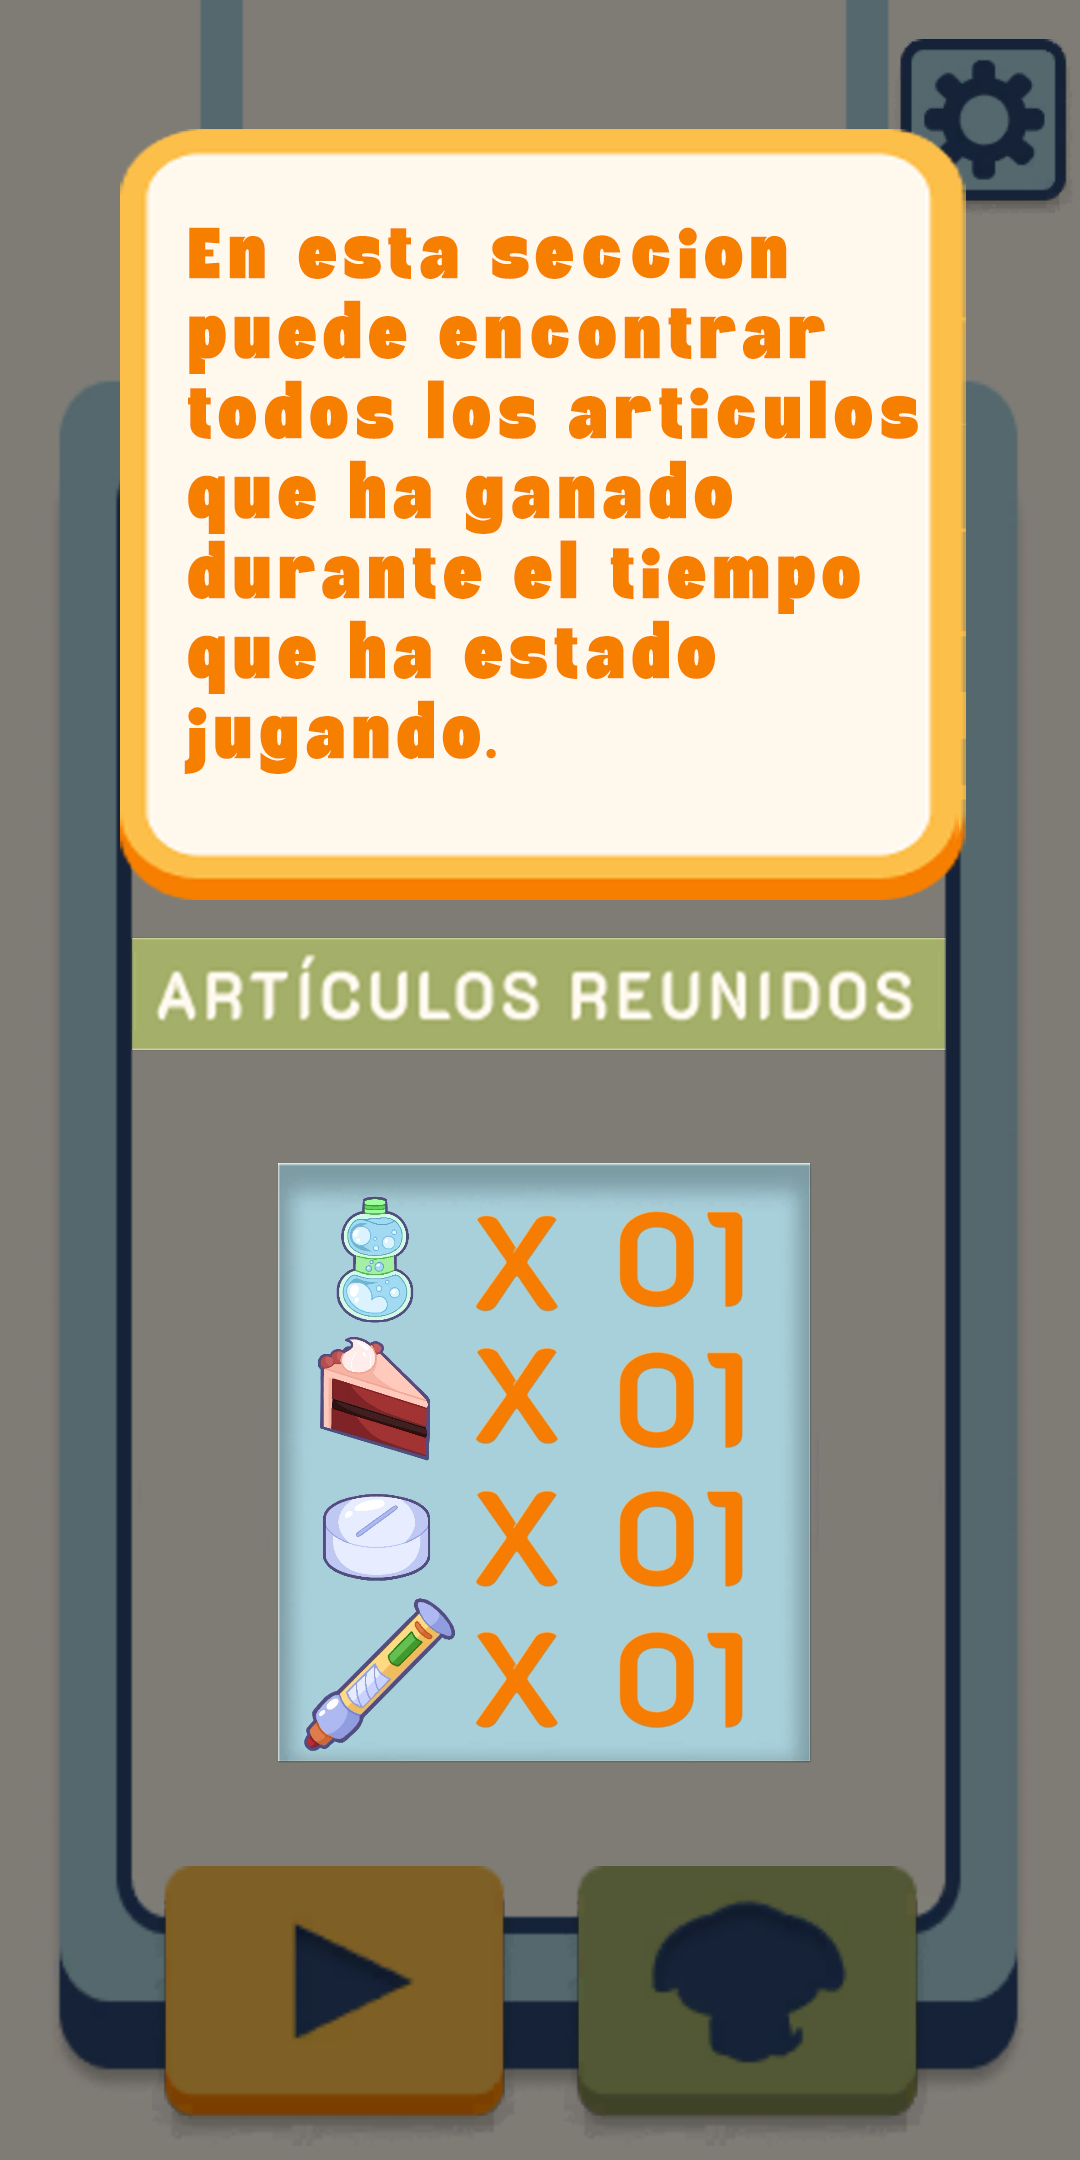 En esta seccion
puede encontrar
todos los articulos
que ha ganado
durante el tiempo
que ha estado
jugando.
ARTÍCULOS REUNIDOS
X 01
X 01
X 01
X 01